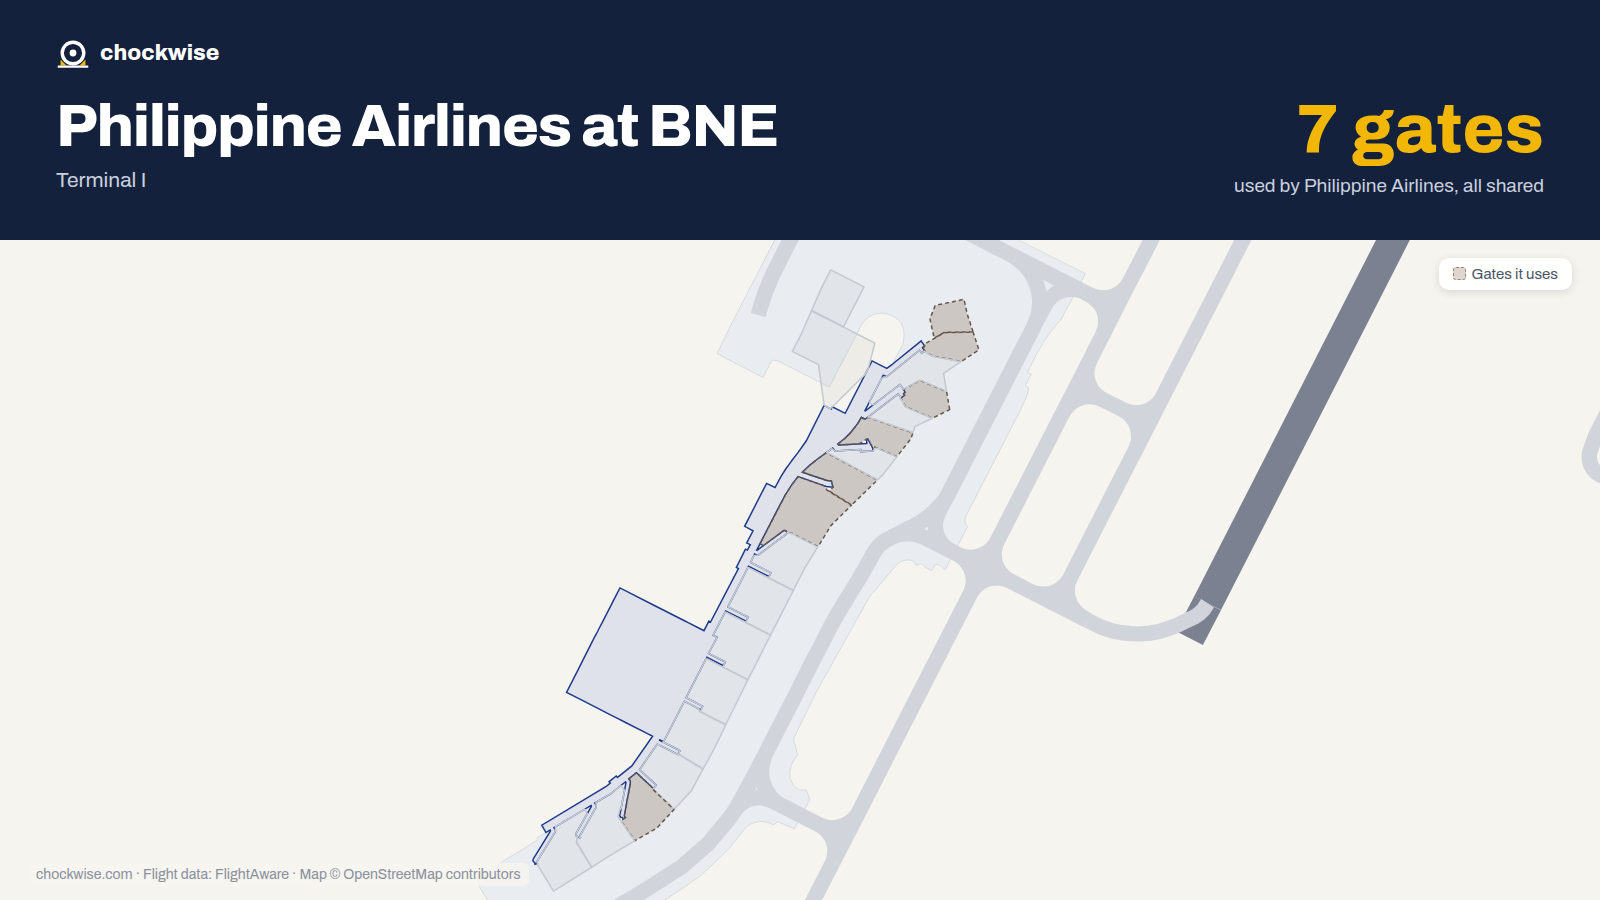 chockwise
Philippine Airlines at BNE
Terminal I
7 gates
used by Philippine Airlines, all shared
Gates it uses
chockwise.com · Flight data: FlightAware · Map © OpenStreetMap contributors